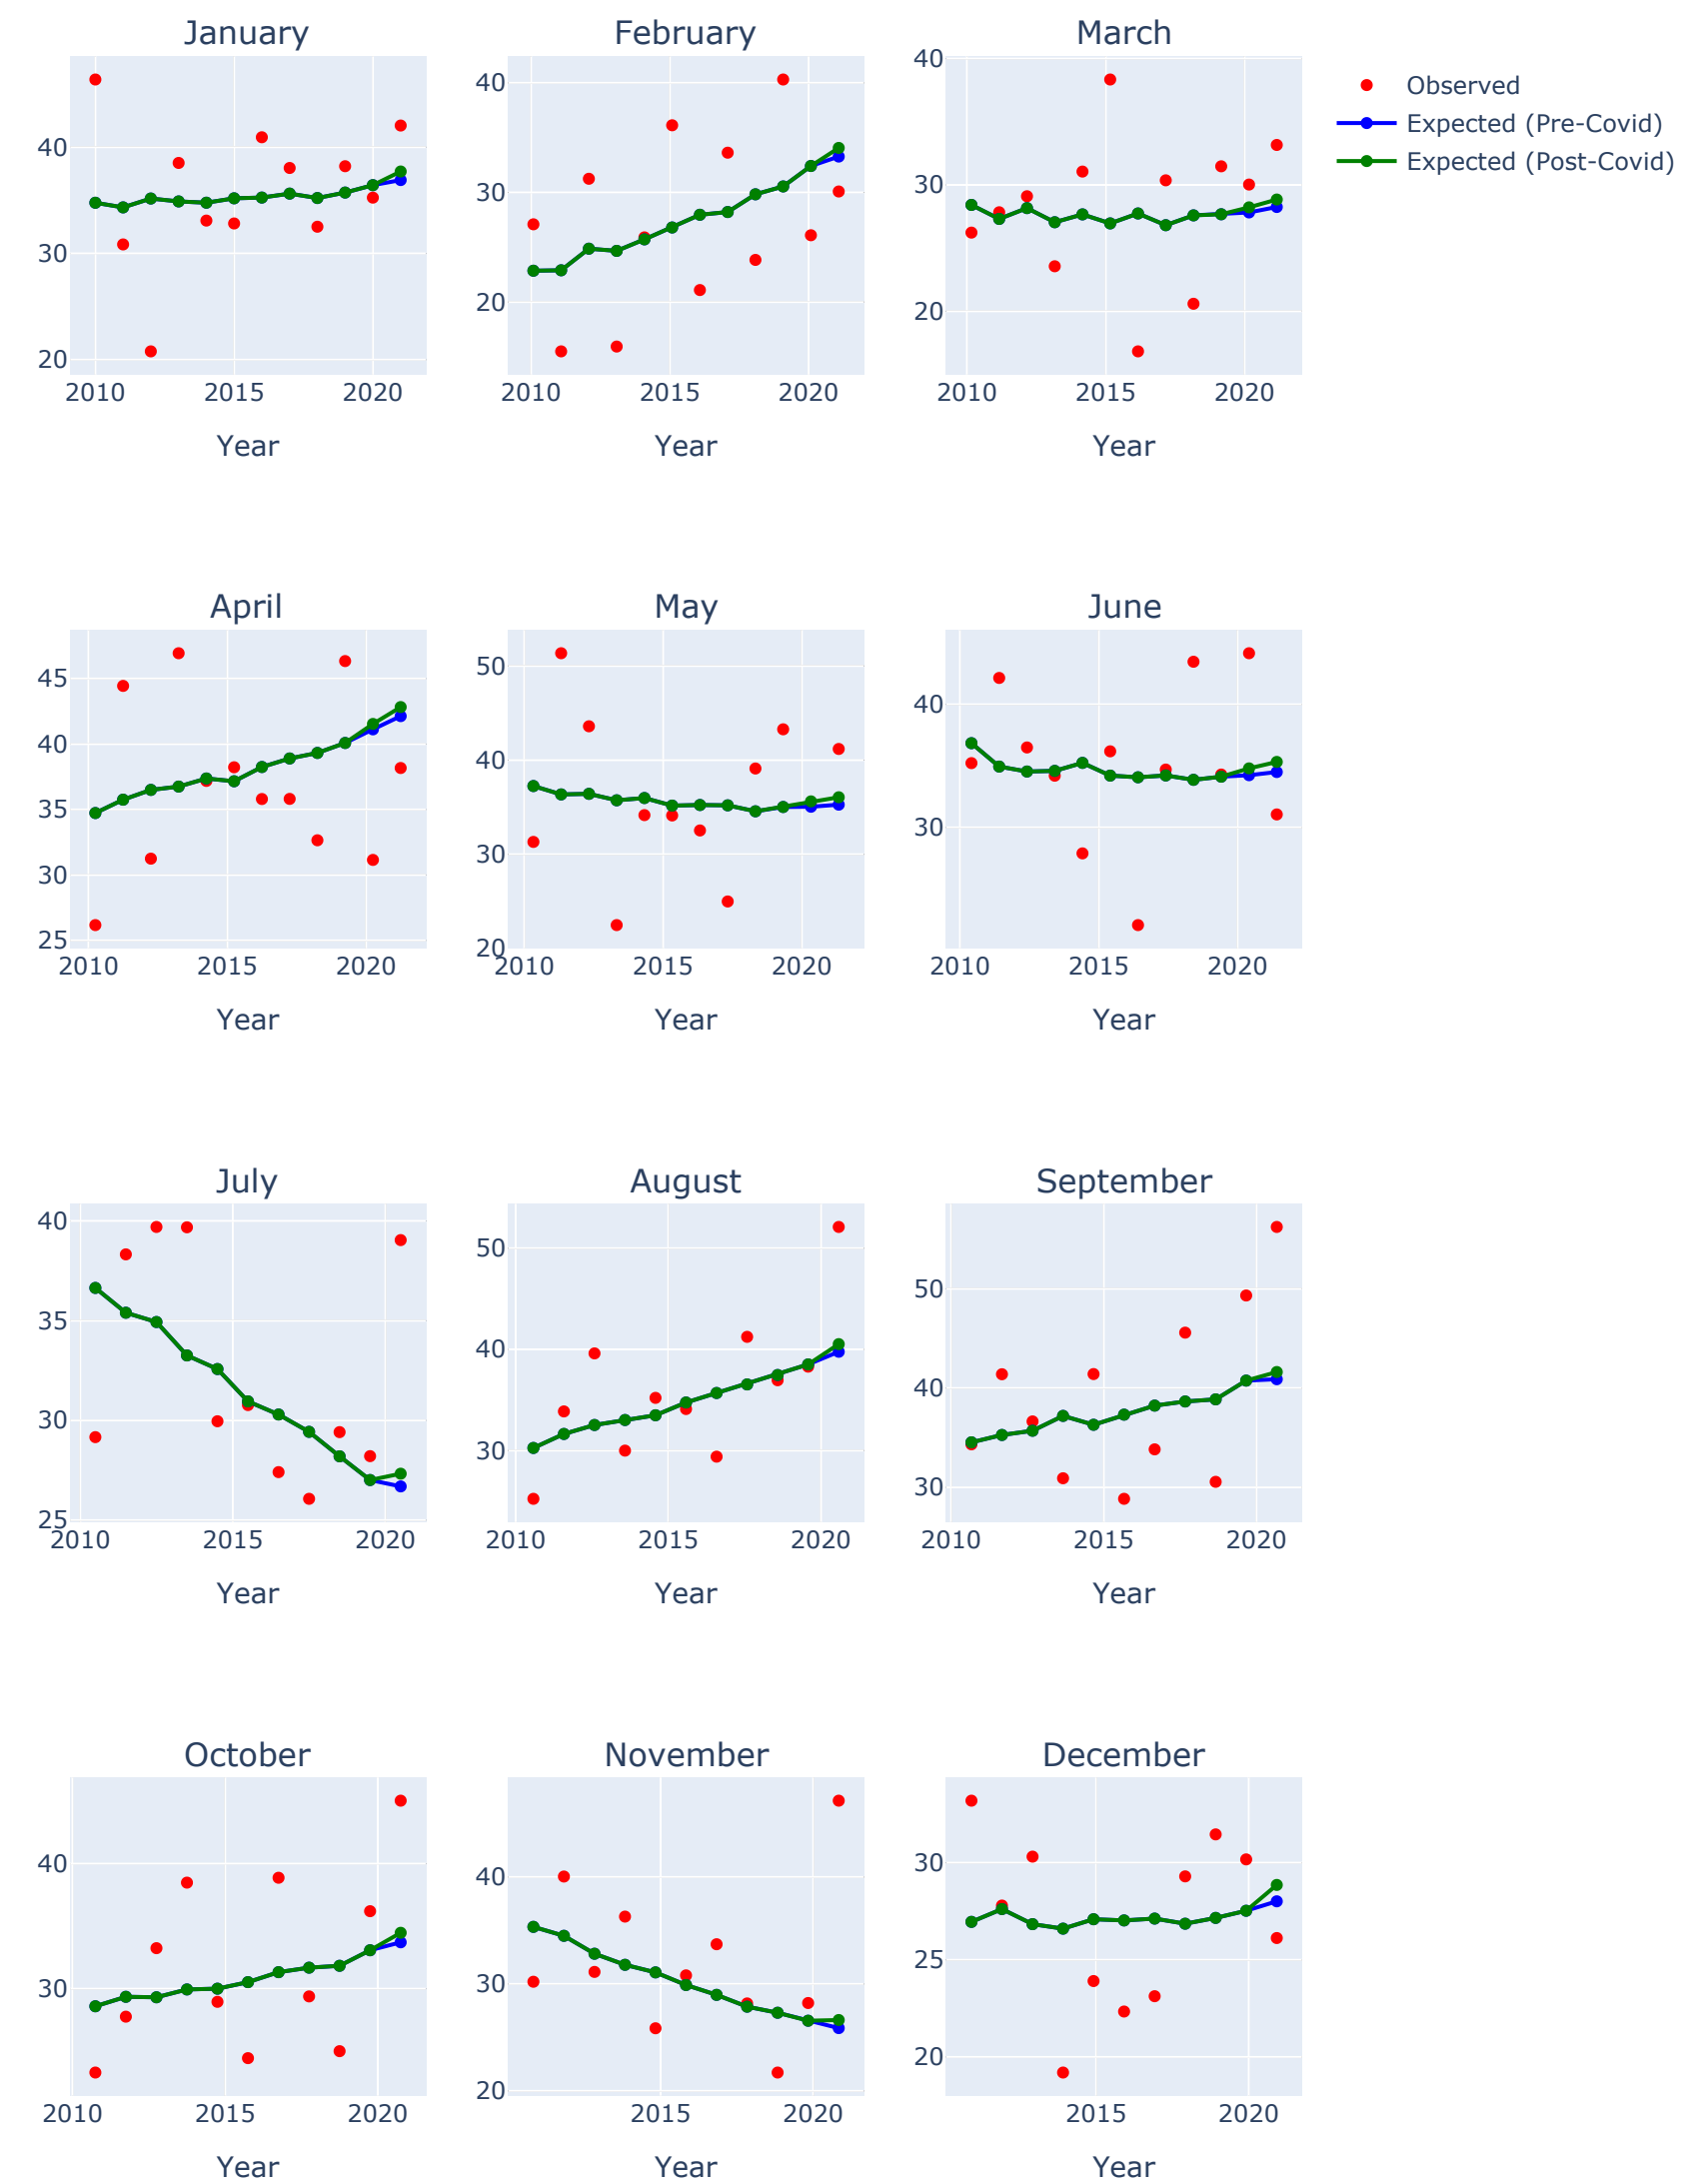 January
February
March
40
30
20
2010 2015 2020
Year
40
30
20
2010 2015 2020
Year
40
30
20
2010 2015 2020
Year
Observed
Expected (Pre-Covid)
Expected (Post-Covid)
April
May
June
45
40
35
30
25
2010 2015 2020
Year
50
40
30
20
2010 2015 2020
Year
40
30
2010 2015 2020
Year
July
August
September
40
35
30
25
2010 2015 2020
Year
50
40
30
2010 2015 2020
Year
50
40
30
2010 2015 2020
Year
October
November
December
40
30
2010 2015 2020
Year
40
30
20
2015 2020
Year
30
25
20
2015 2020
Year